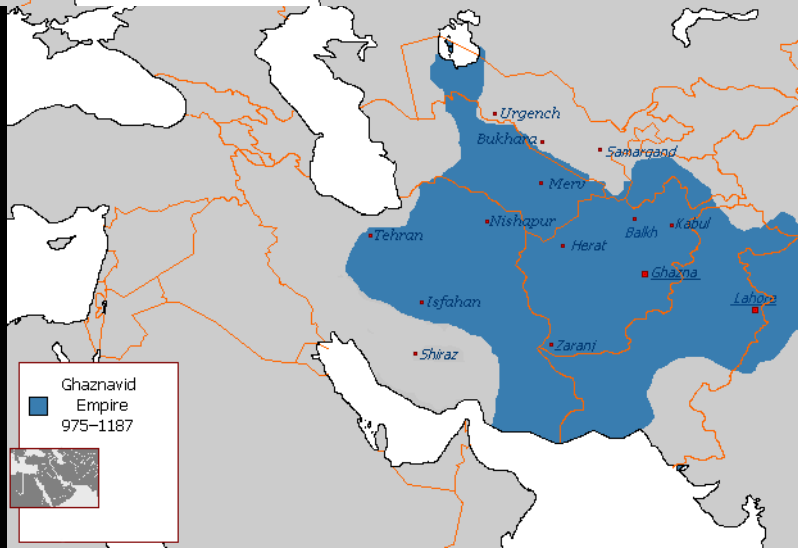 Urgench
Bukhara
Samarqand
Merv
Nishapur
Balkh
Kabul
Tehran
Herat
Ghazna
Isfahan
Lahore
Zaranj
Shiraz
Ghaznavid
Empire
975-1187